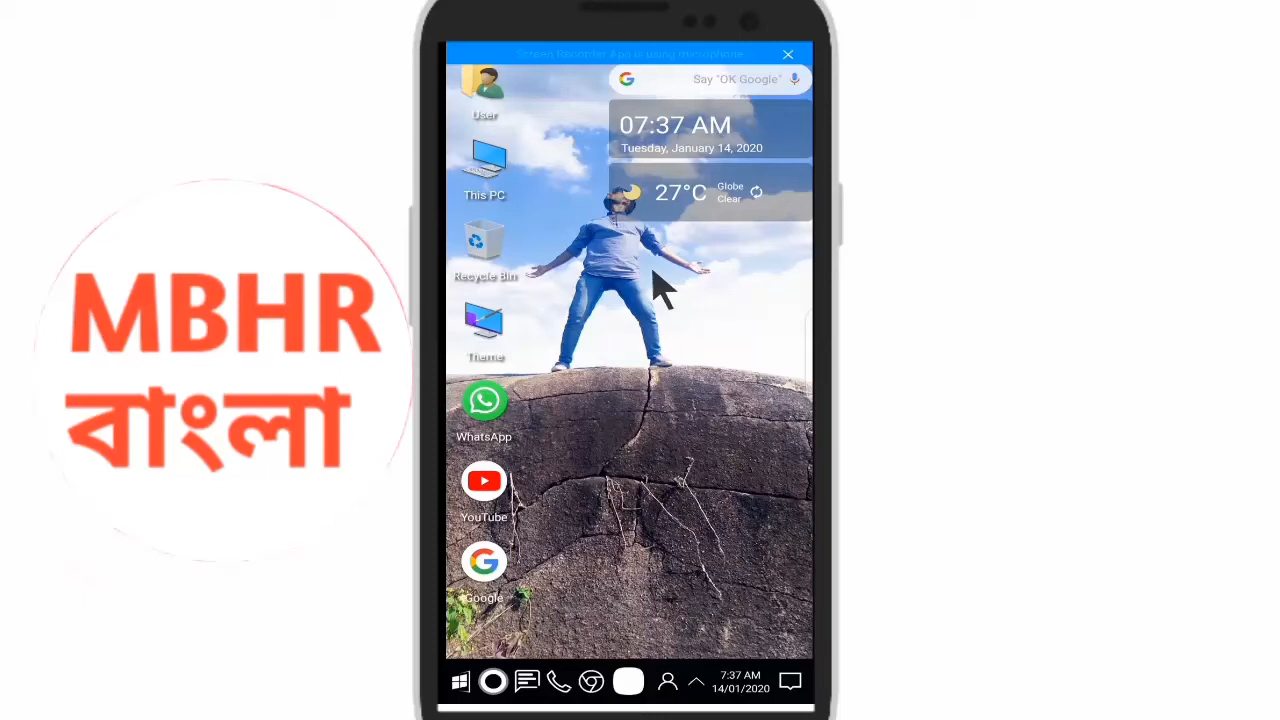 MBHR
বাংলা
Screen Recorder App is using microphone
Say "OK Google"
User
07:37 AM
Tuesday, January 14, 2020
This PC
27°C
Globe
Clear
Recycle Bin
Theme
WhatsApp
YouTube
Google
7:37 AM
14/01/2020